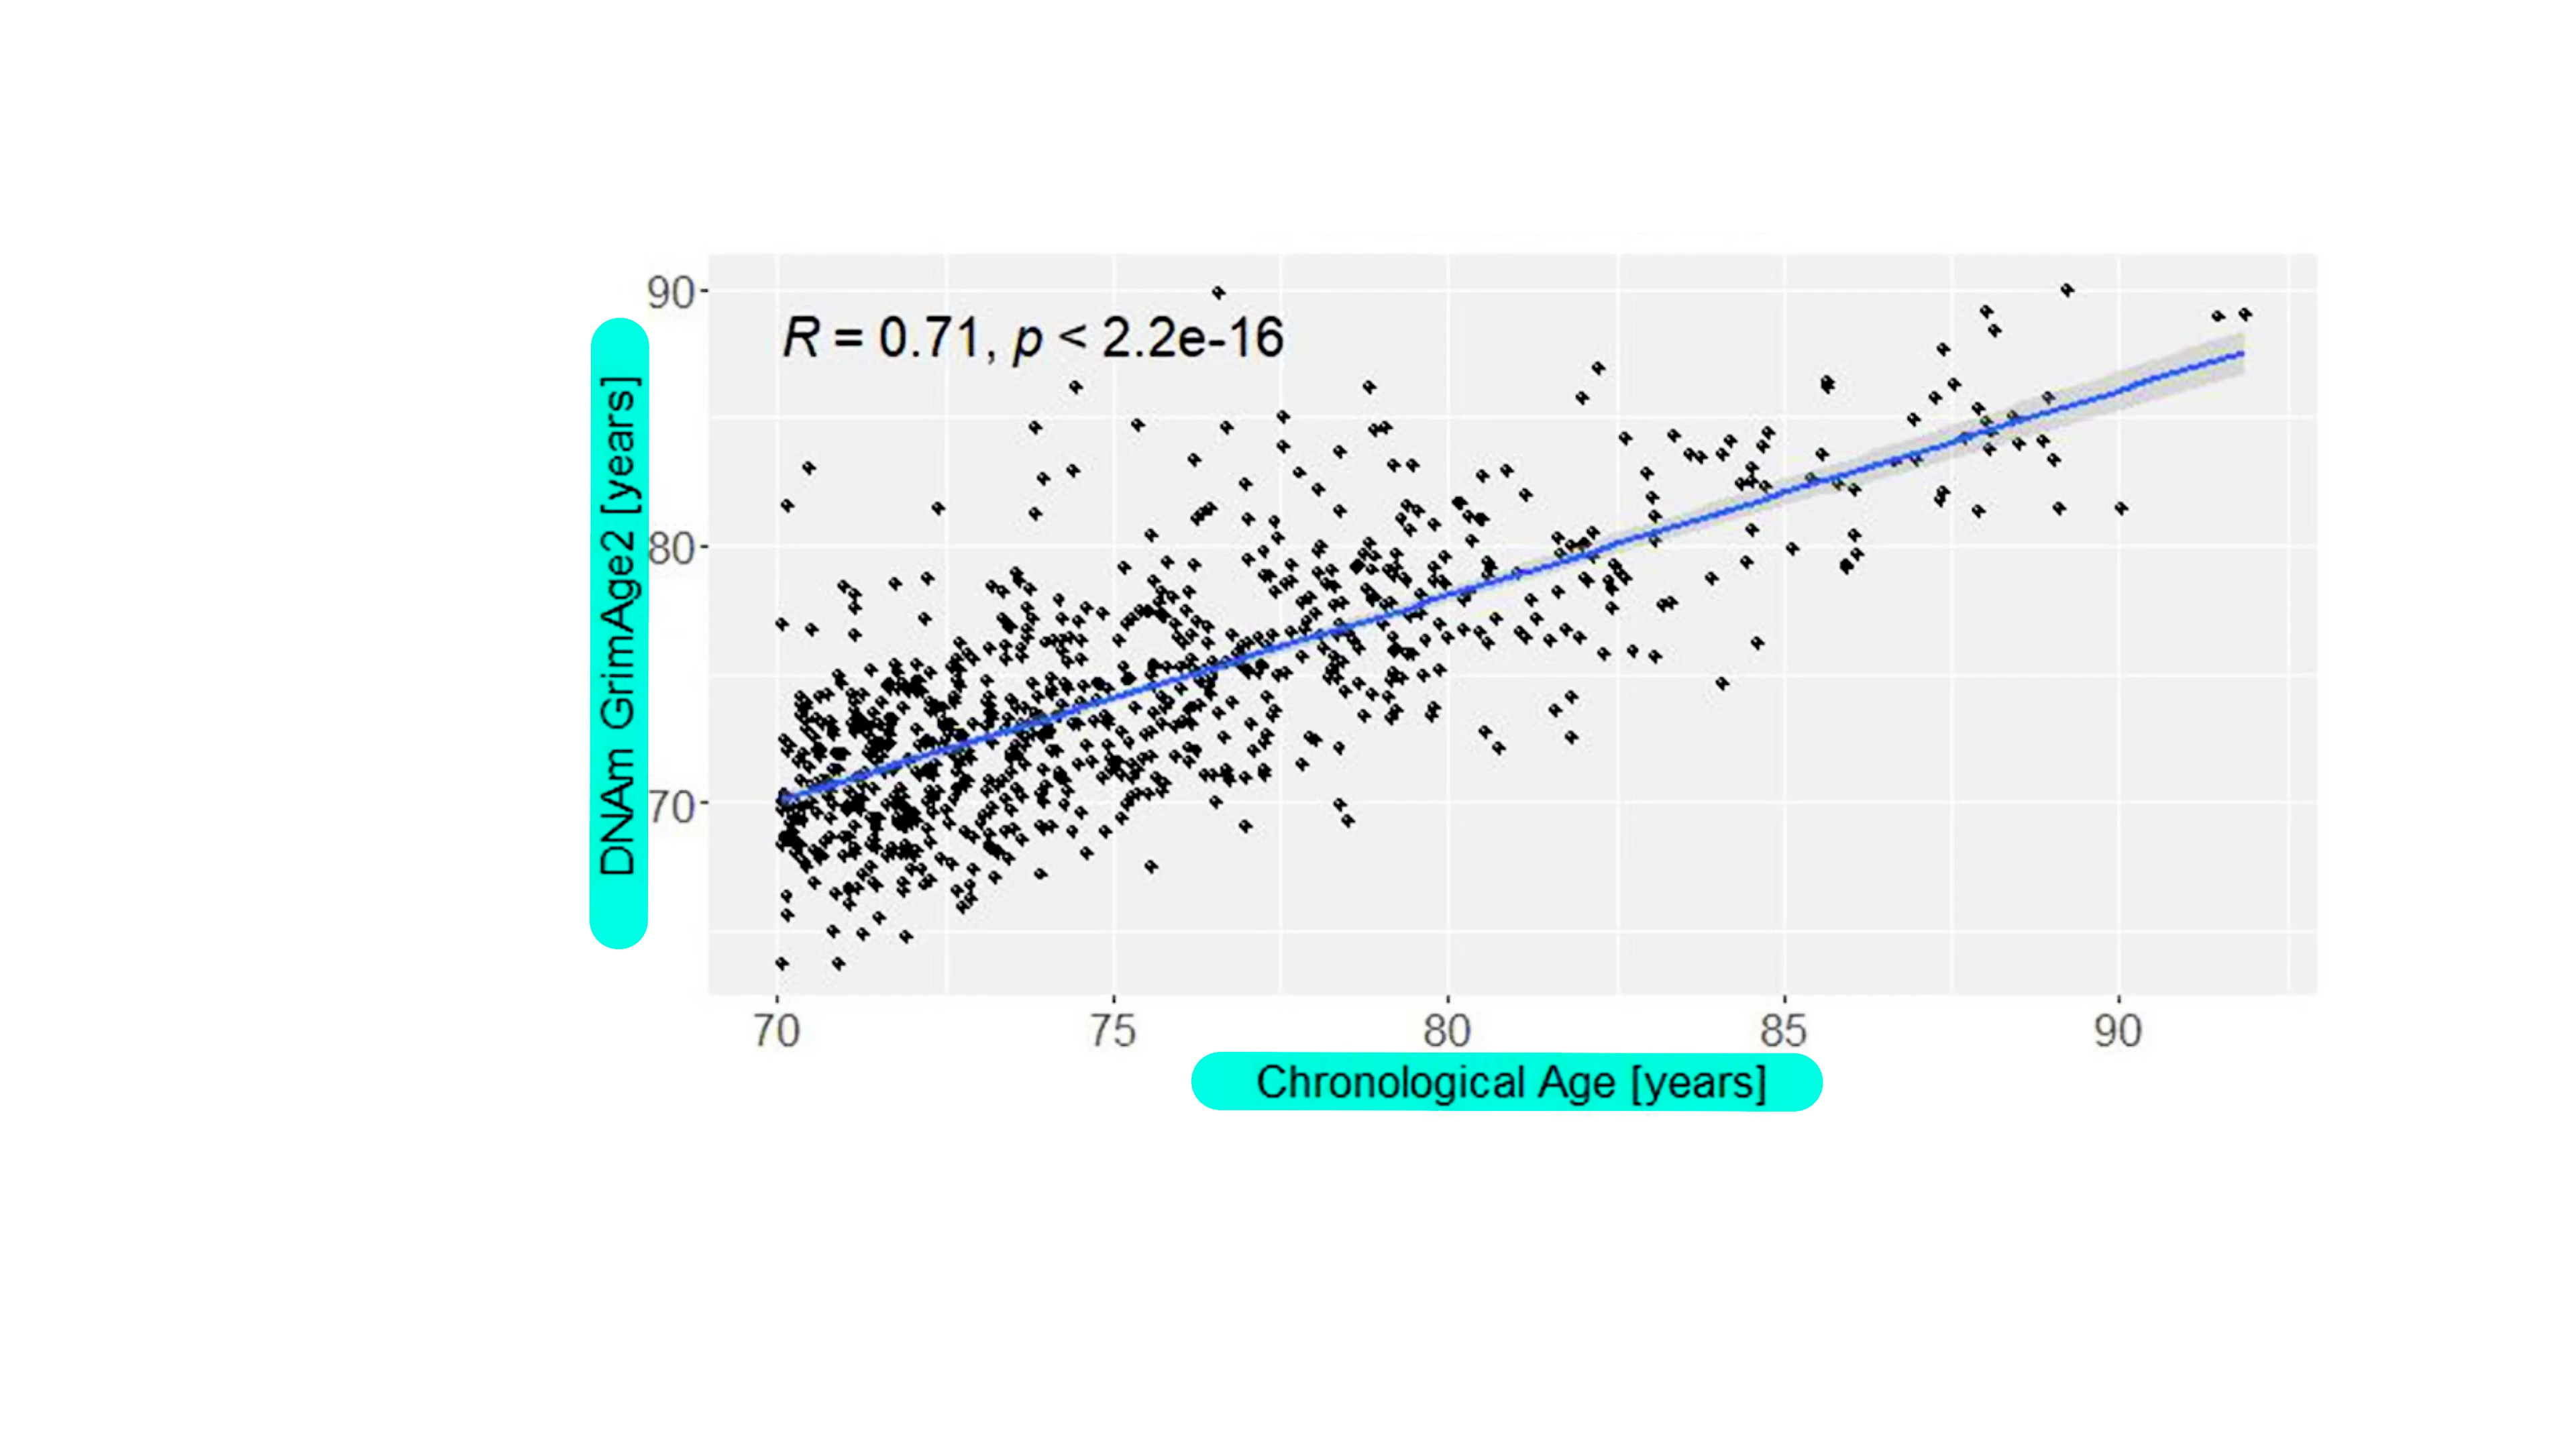 90
R = 0.71, p < 2.2e-16
DNAm GrimAge2 [years]
80
70
70 75 80 85 90
Chronological Age [years]